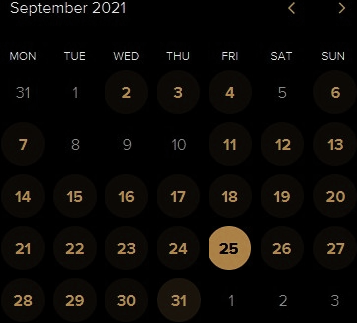 September 2021
MON TUE WED THU FRI SAT SUN
31 1 2 3 4 5 6
7 8 9 10 11 12 13
14 15 16 17 18 19 20
21 22 23 24 25 26 27
28 29 30 31 1 2 3